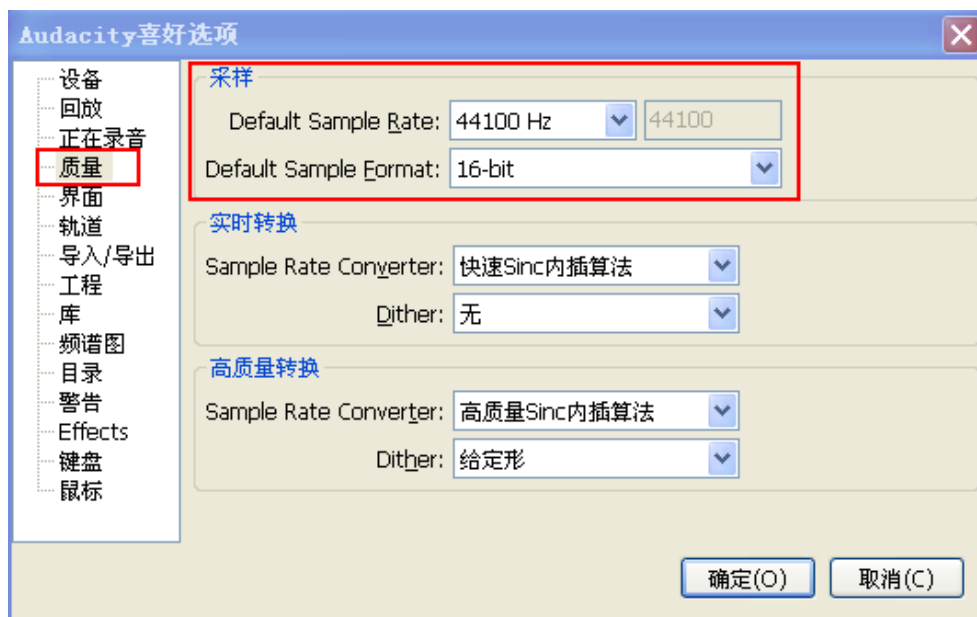 Audacity喜好选项
设备
回放
正在录音
质量
界面
轨道
导入/导出
工程
库
频谱图
目录
警告
Effects
键盘
鼠标
采样
Default Sample Rate: 44100 Hz 44100
Default Sample Format: 16-bit
实时转换
Sample Rate Converter: 快速Sinc内插算法
Dither: 无
高质量转换
Sample Rate Converter: 高质量Sinc内插算法
Dither: 给定形
确定(O) 取消(C)